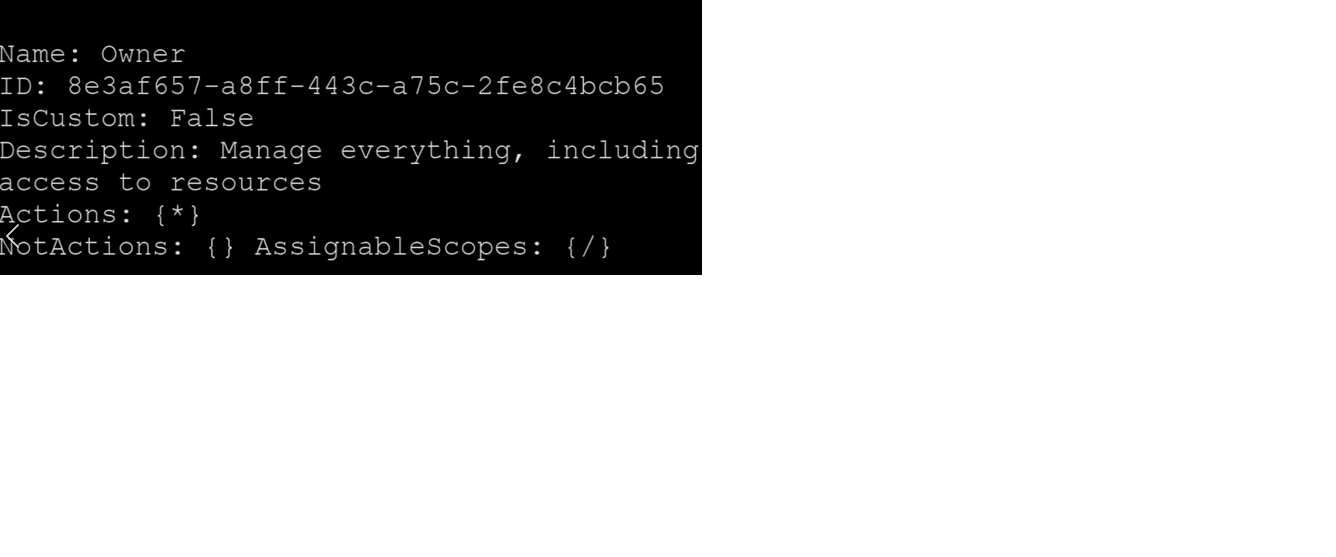 Name: Owner
ID: 8e3af657-a8ff-443c-a75c-2fe8c4bcb65
IsCustom: False
Description: Manage everything, including
access to resources
Actions: {*}
NotActions: {} AssignableScopes: {/}